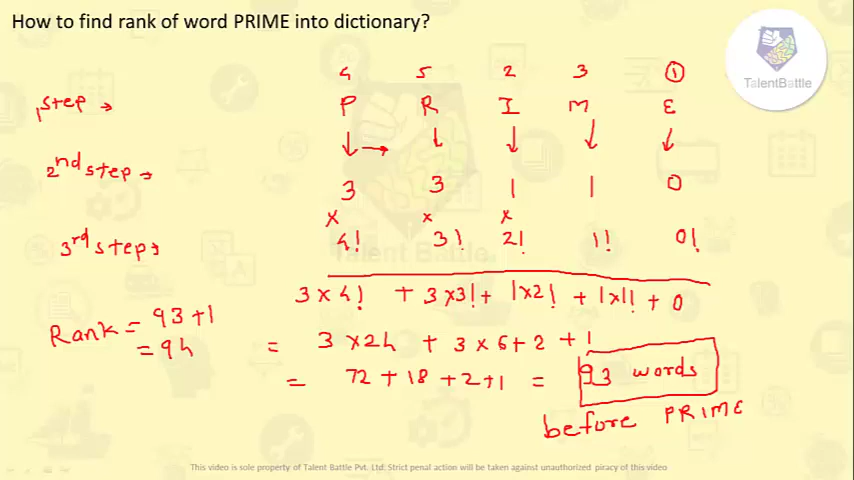 How to find rank of word PRIME into dictionary?
TalentBattle
4 5 2 3 1
1step → P R I M E
2nd step → 3 3 1 1 0
× × ×
3rd step → 4! 3! 2! 1! 0!
Talent Battle
3 × 4! + 3 × 3! + 1×2! + 1×1! + 0
Rank = 93 + 1
= 94
= 3 × 24 + 3 × 6 + 2 + 1
= 72 + 18 + 2 + 1 = 93 words
before PRIME
This video is sole property of Talent Battle Pvt. Ltd. Strict penal action will be taken against unauthorized piracy of this video